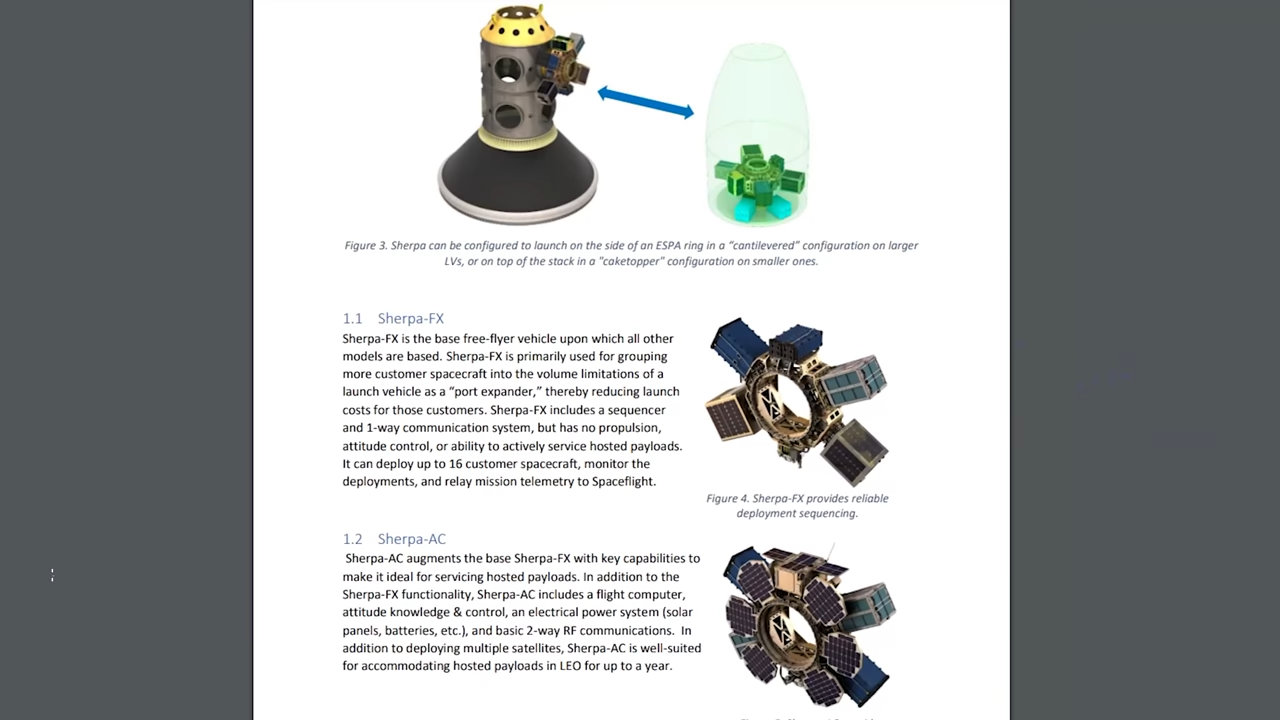 Figure 3. Sherpa can be configured to launch on the side of an ESPA ring in a “cantilevered” configuration on larger
LVs, or on top of the stack in a "caketopper" configuration on smaller ones.
1.1 Sherpa-FX
Sherpa-FX is the base free-flyer vehicle upon which all other
models are based. Sherpa-FX is primarily used for grouping
more customer spacecraft into the volume limitations of a
launch vehicle as a “port expander,” thereby reducing launch
costs for those customers. Sherpa-FX includes a sequencer
and 1-way communication system, but has no propulsion,
attitude control, or ability to actively service hosted payloads.
It can deploy up to 16 customer spacecraft, monitor the
deployments, and relay mission telemetry to Spaceflight.
Figure 4. Sherpa-FX provides reliable
deployment sequencing.
1.2 Sherpa-AC
Sherpa-AC augments the base Sherpa-FX with key capabilities to
make it ideal for servicing hosted payloads. In addition to the
Sherpa-FX functionality, Sherpa-AC includes a flight computer,
attitude knowledge & control, an electrical power system (solar
panels, batteries, etc.), and basic 2-way RF communications. In
addition to deploying multiple satellites, Sherpa-AC is well-suited
for accommodating hosted payloads in LEO for up to a year.